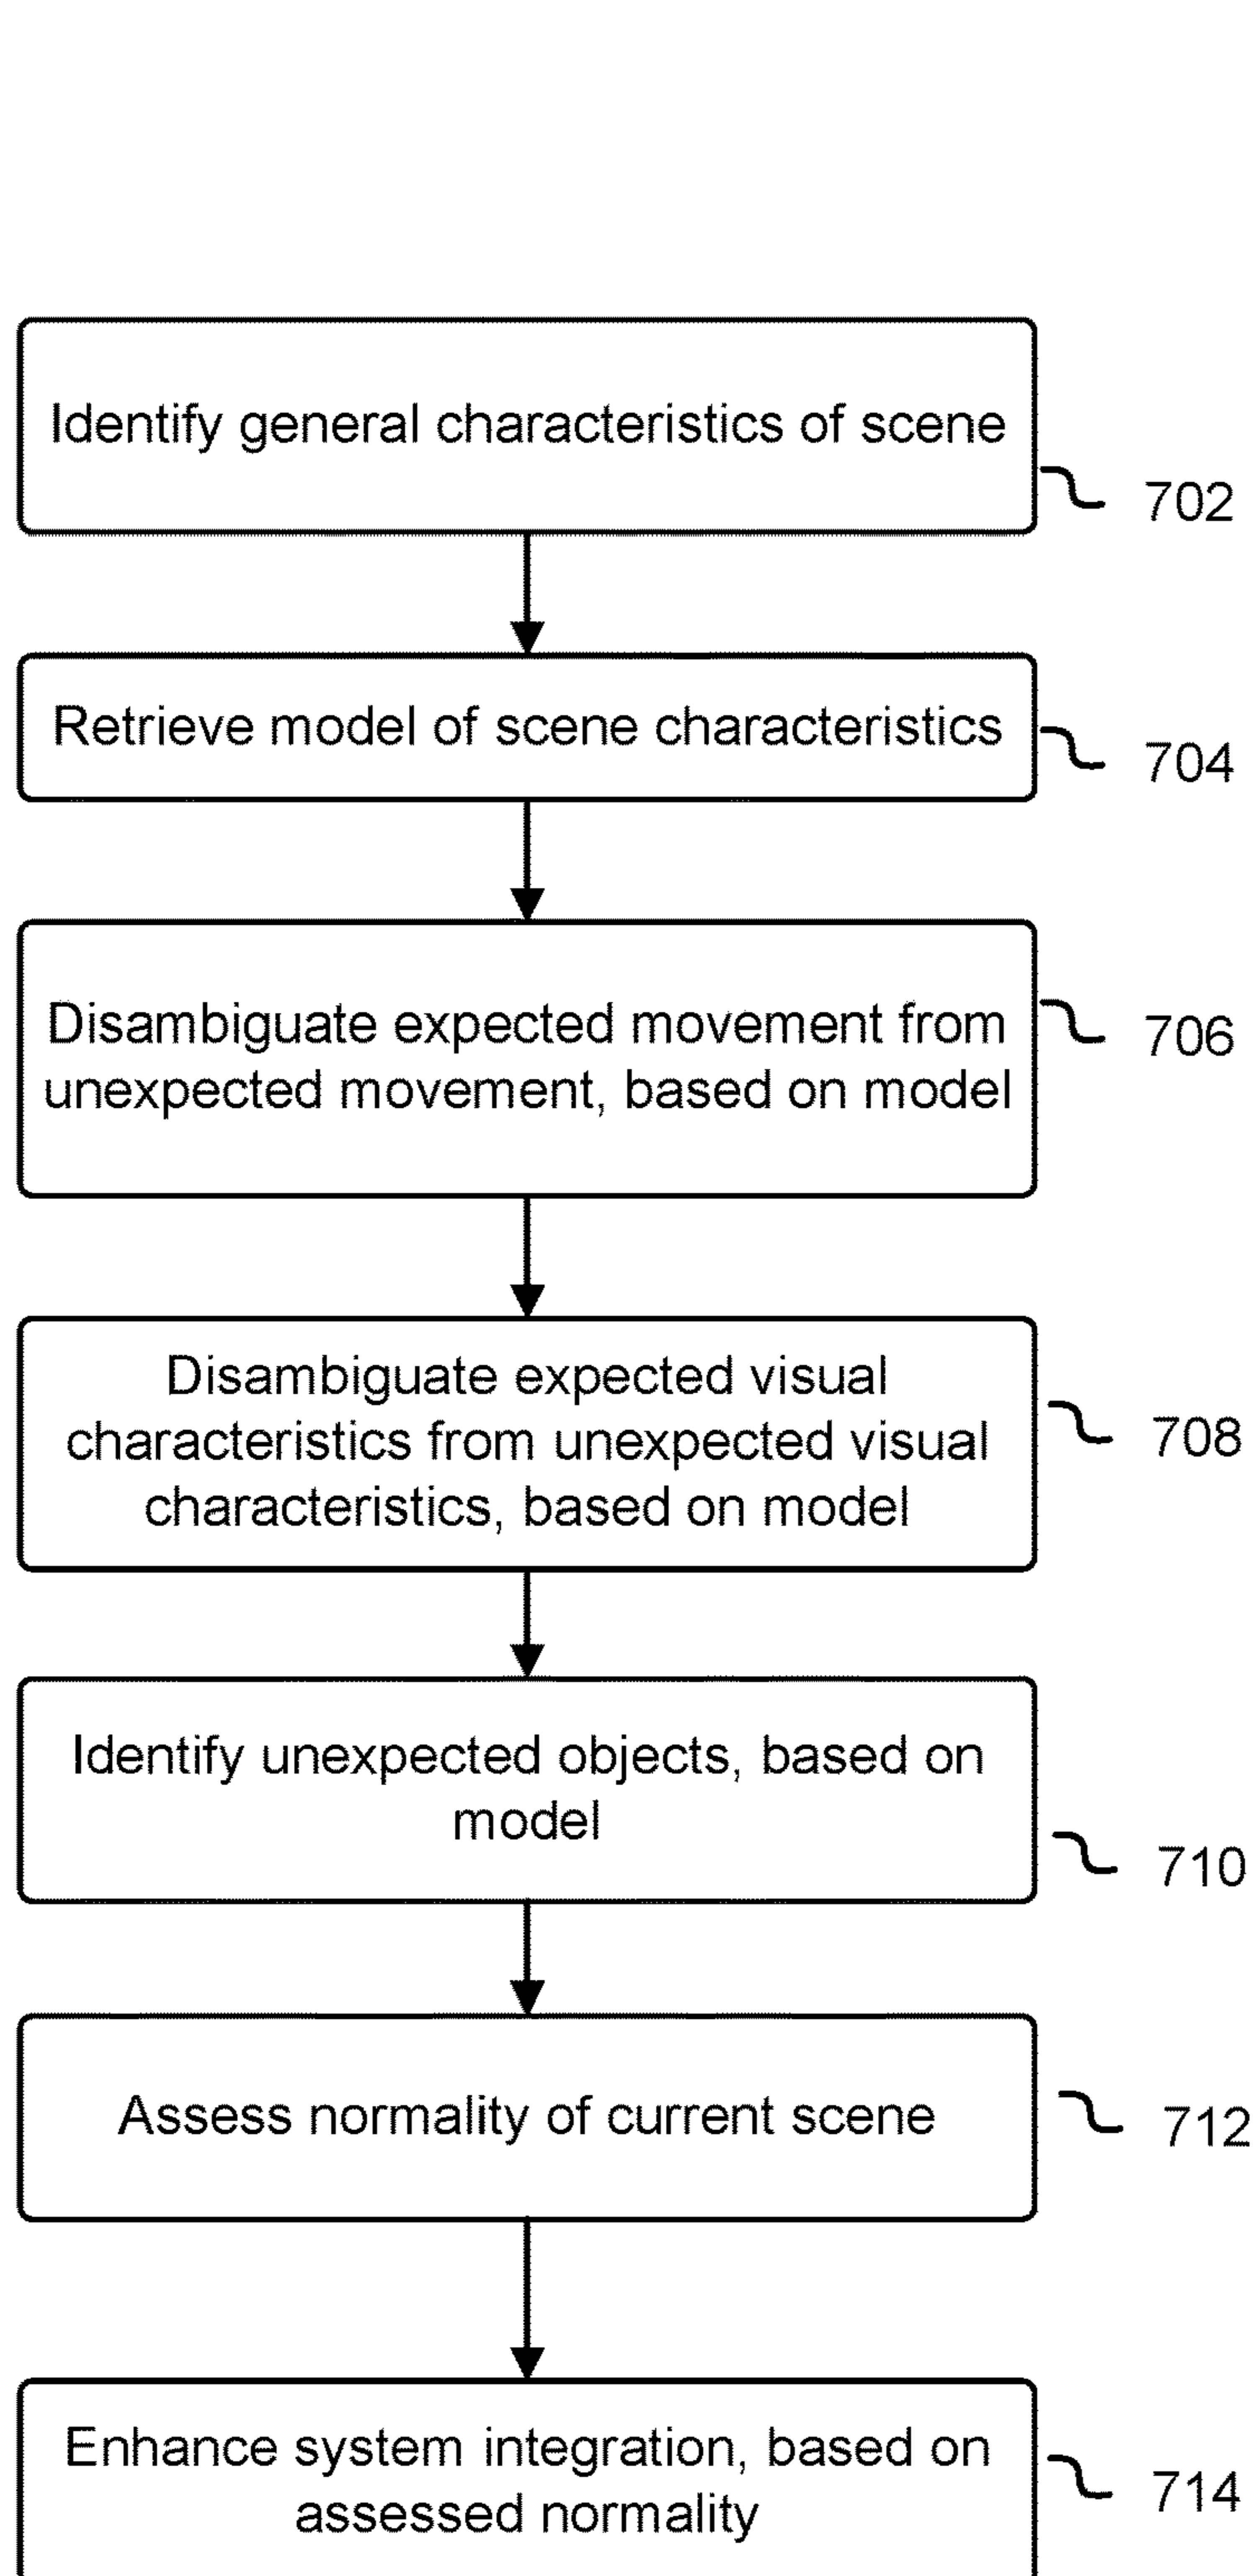 Identify general characteristics of scene
702
Retrieve model of scene characteristics
704
Disambiguate expected movement from
unexpected movement, based on model
706
Disambiguate expected visual
characteristics from unexpected visual
characteristics, based on model
708
Identify unexpected objects, based on
model
710
Assess normality of current scene
712
Enhance system integration, based on
assessed normality
714